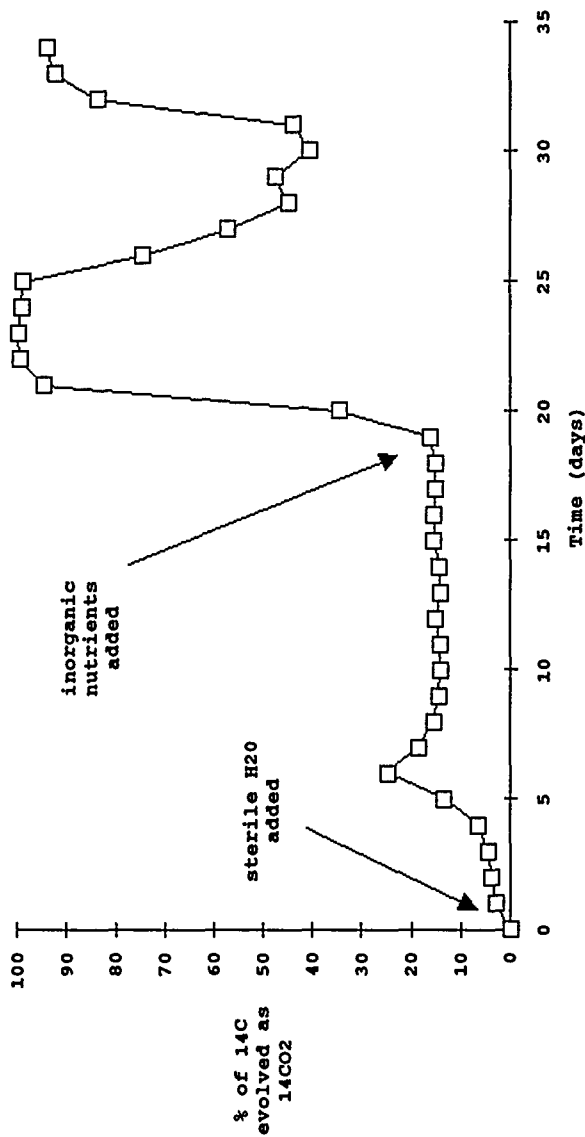 % of 14C
evolved as
14CO2
100
90
80
70
60
50
40
30
20
10
0
sterile H20
added
inorganic
nutrients
added
0
5
10
15
20
25
30
35
Time (days)